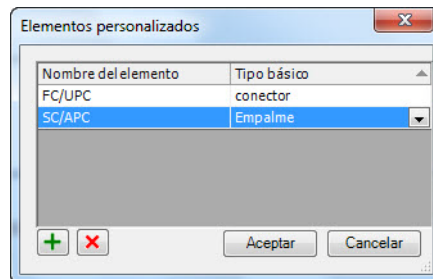 Elementos personalizados
Nombre del elemento Tipo básico
FC/UPC conector
SC/APC Empalme
Aceptar Cancelar